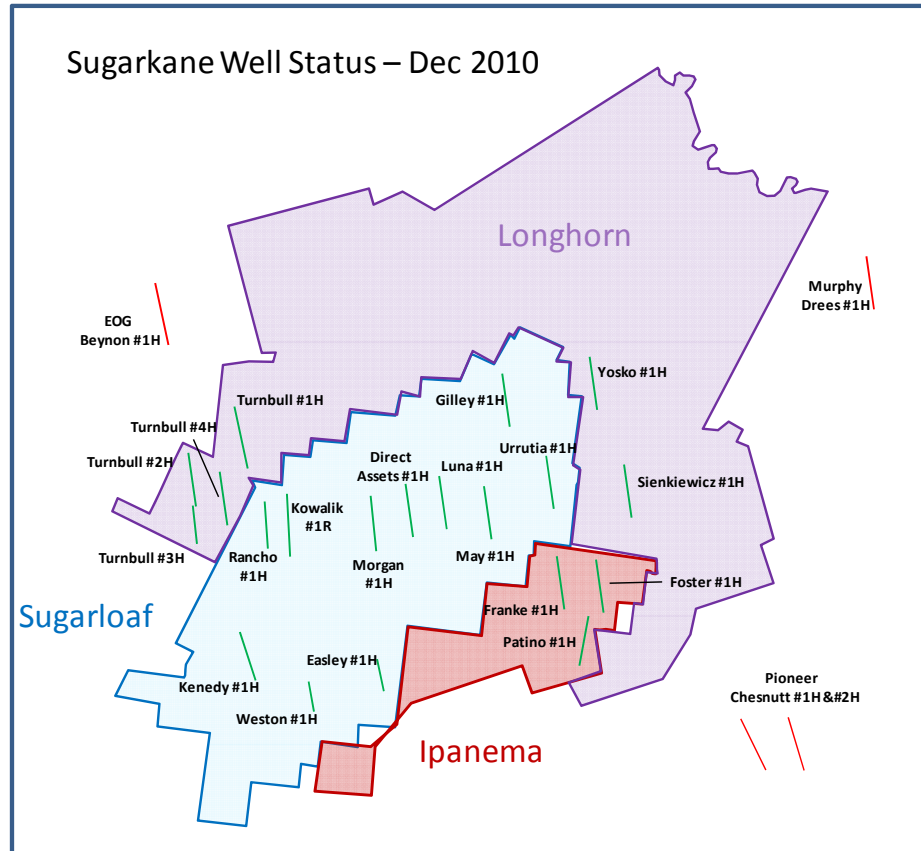 Sugarkane Well Status – Dec 2010
Longhorn
Murphy
Drees #1H
EOG
Beynon #1H
Yosko #1H
Turnbull #1H
Gilley #1H
Turnbull #4H
Turnbull #2H
Direct
Assets #1H
Luna #1H
Urrutia #1H
Sienkiewicz #1H
Kowalik
#1R
Turnbull #3H
Rancho
#1H
Morgan
#1H
May #1H
Foster #1H
Sugarloaf
Franke #1H
Patino #1H
Easley #1H
Kenedy #1H
Weston #1H
Pioneer
Chesnutt #1H &#2H
Ipanema